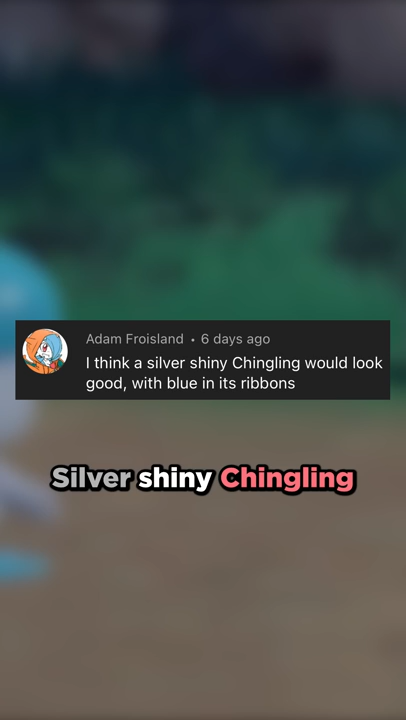 Adam Froisland • 6 days ago
I think a silver shiny Chingling would look
good, with blue in its ribbons
Silver shiny Chingling